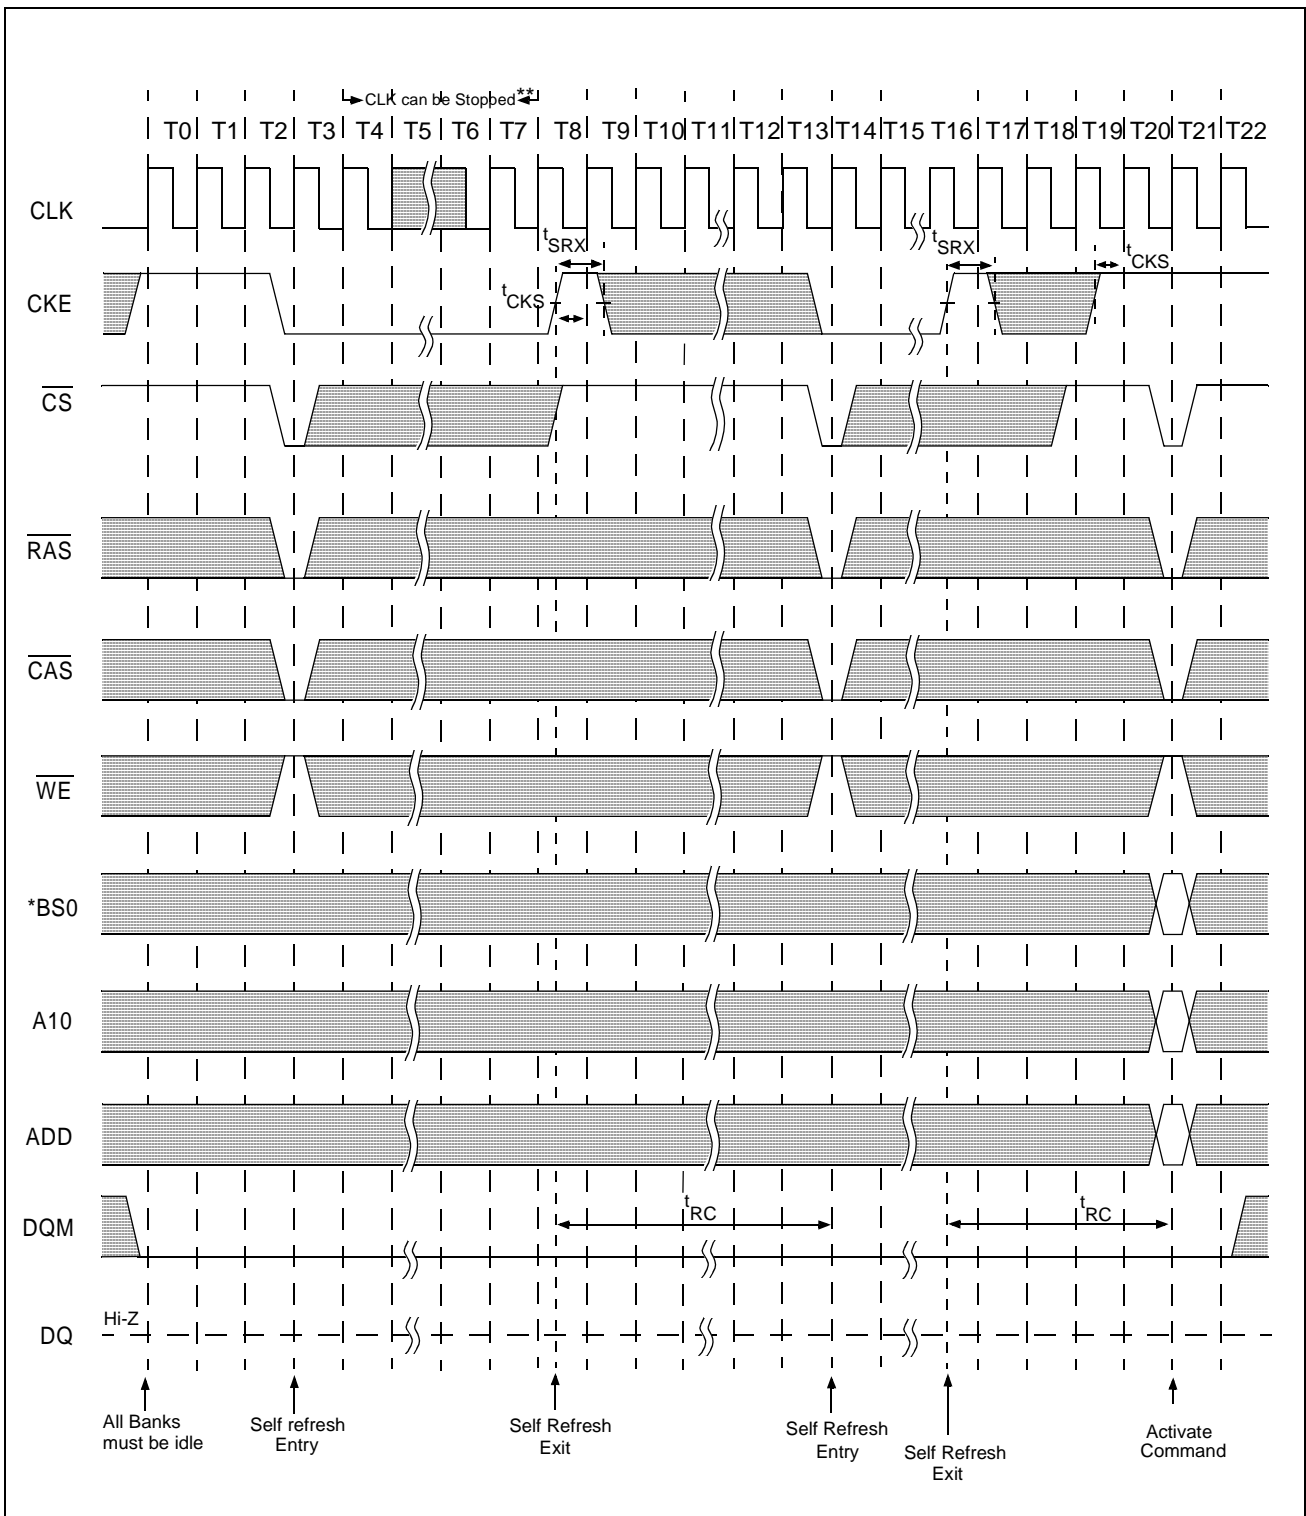 CLK can be Stopped**
T0 T1 T2 T3 T4 T5 T6 T7 T8 T9 T10 T11 T12 T13 T14 T15 T16 T17 T18 T19 T20 T21 T22
CLK
tSRX tSRX
tCKS
CKE
tCKS
CS
RAS
CAS
WE
*BS0
A10
ADD
tRC tRC
DQM
Hi-Z
DQ
All Banks
must be idle
Self refresh
Entry
Self Refresh
Exit
Self Refresh
Entry
Self Refresh
Exit
Activate
Command